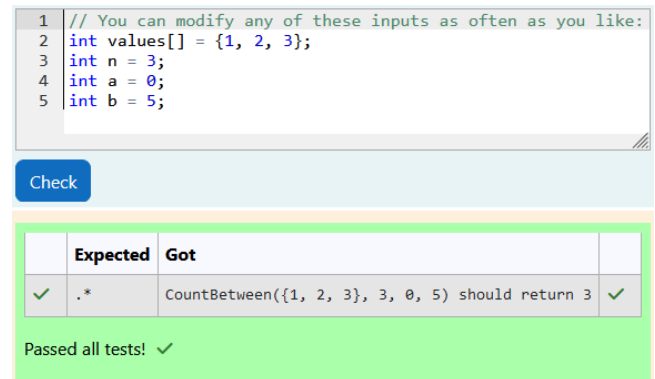 1 // You can modify any of these inputs as often as you like:
2 int values[] = {1, 2, 3};
3 int n = 3;
4 int a = 0;
5 int b = 5;
Check
Expected Got
.* CountBetween({1, 2, 3}, 3, 0, 5) should return 3
Passed all tests!